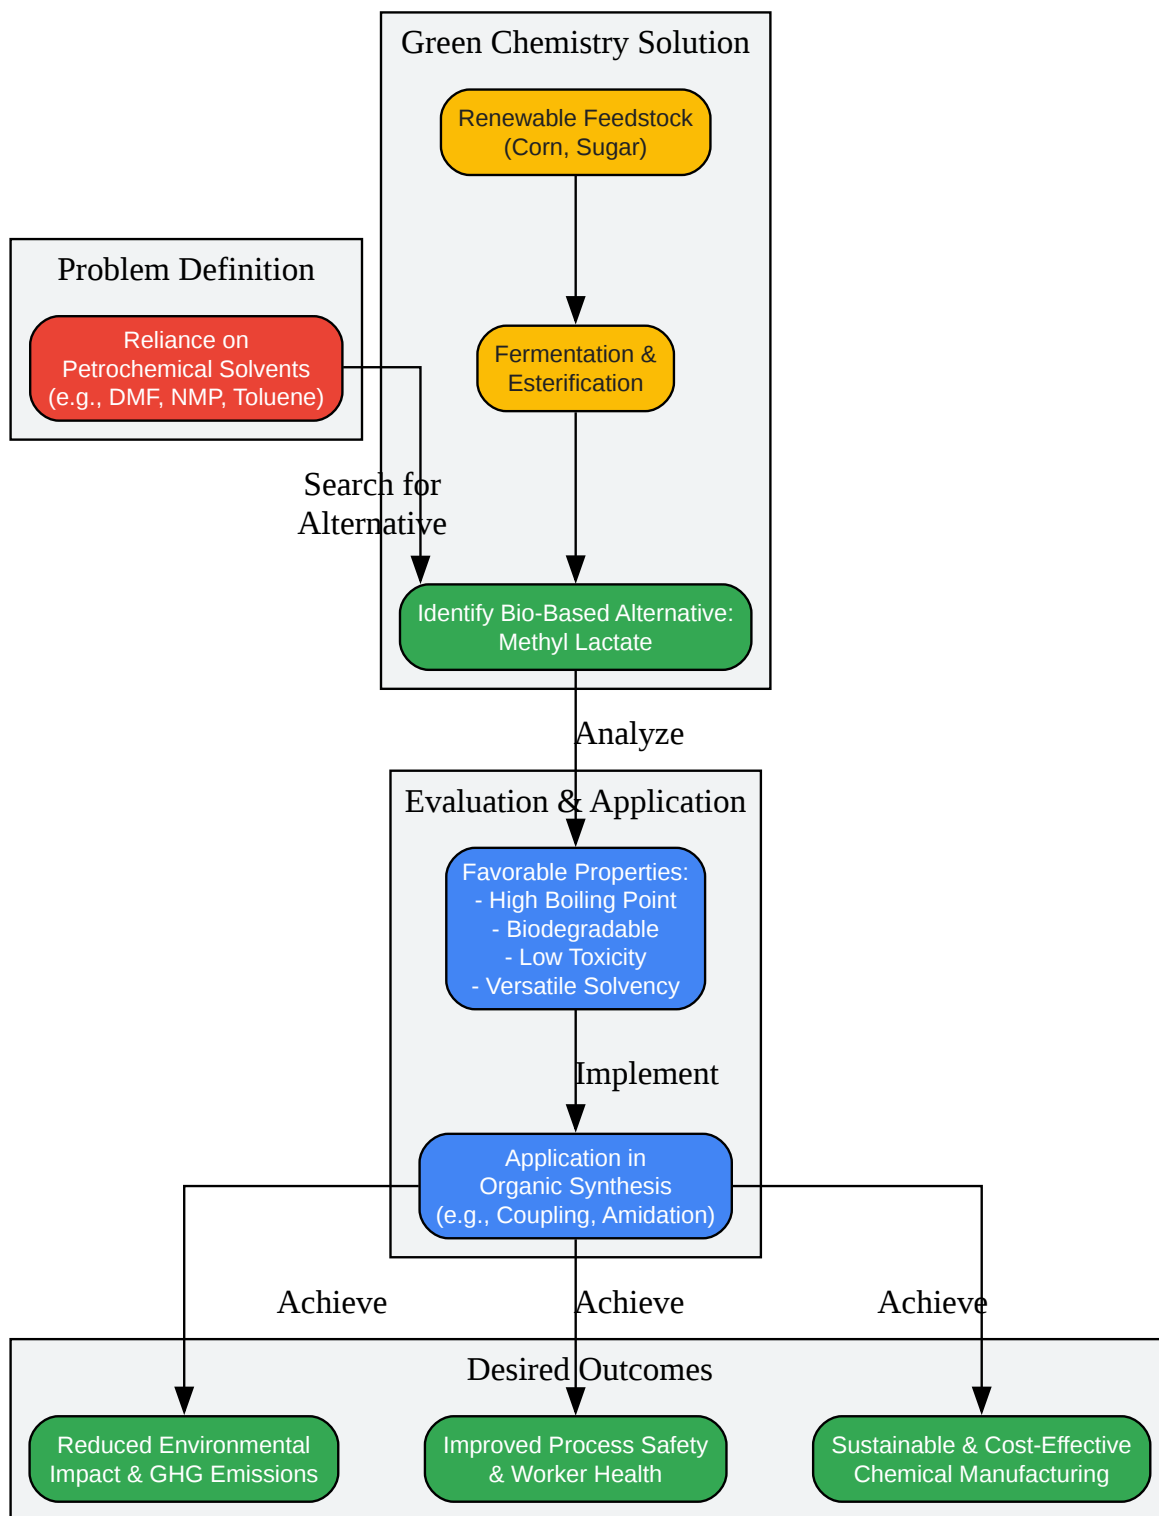 Green Chemistry Solution
Renewable Feedstock
(Corn, Sugar)
Problem Definition
Reliance on
Petrochemical Solvents
(e.g., DMF, NMP, Toluene)
Fermentation &
Esterification
Search for
Alternative
Identify Bio-Based Alternative:
Methyl Lactate
Analyze
Evaluation & Application
Favorable Properties:
- High Boiling Point
- Biodegradable
- Low Toxicity
- Versatile Solvency
Implement
Application in
Organic Synthesis
(e.g., Coupling, Amidation)
Achieve
Achieve
Achieve
Desired Outcomes
Reduced Environmental
Impact & GHG Emissions
Improved Process Safety
& Worker Health
Sustainable & Cost-Effective
Chemical Manufacturing